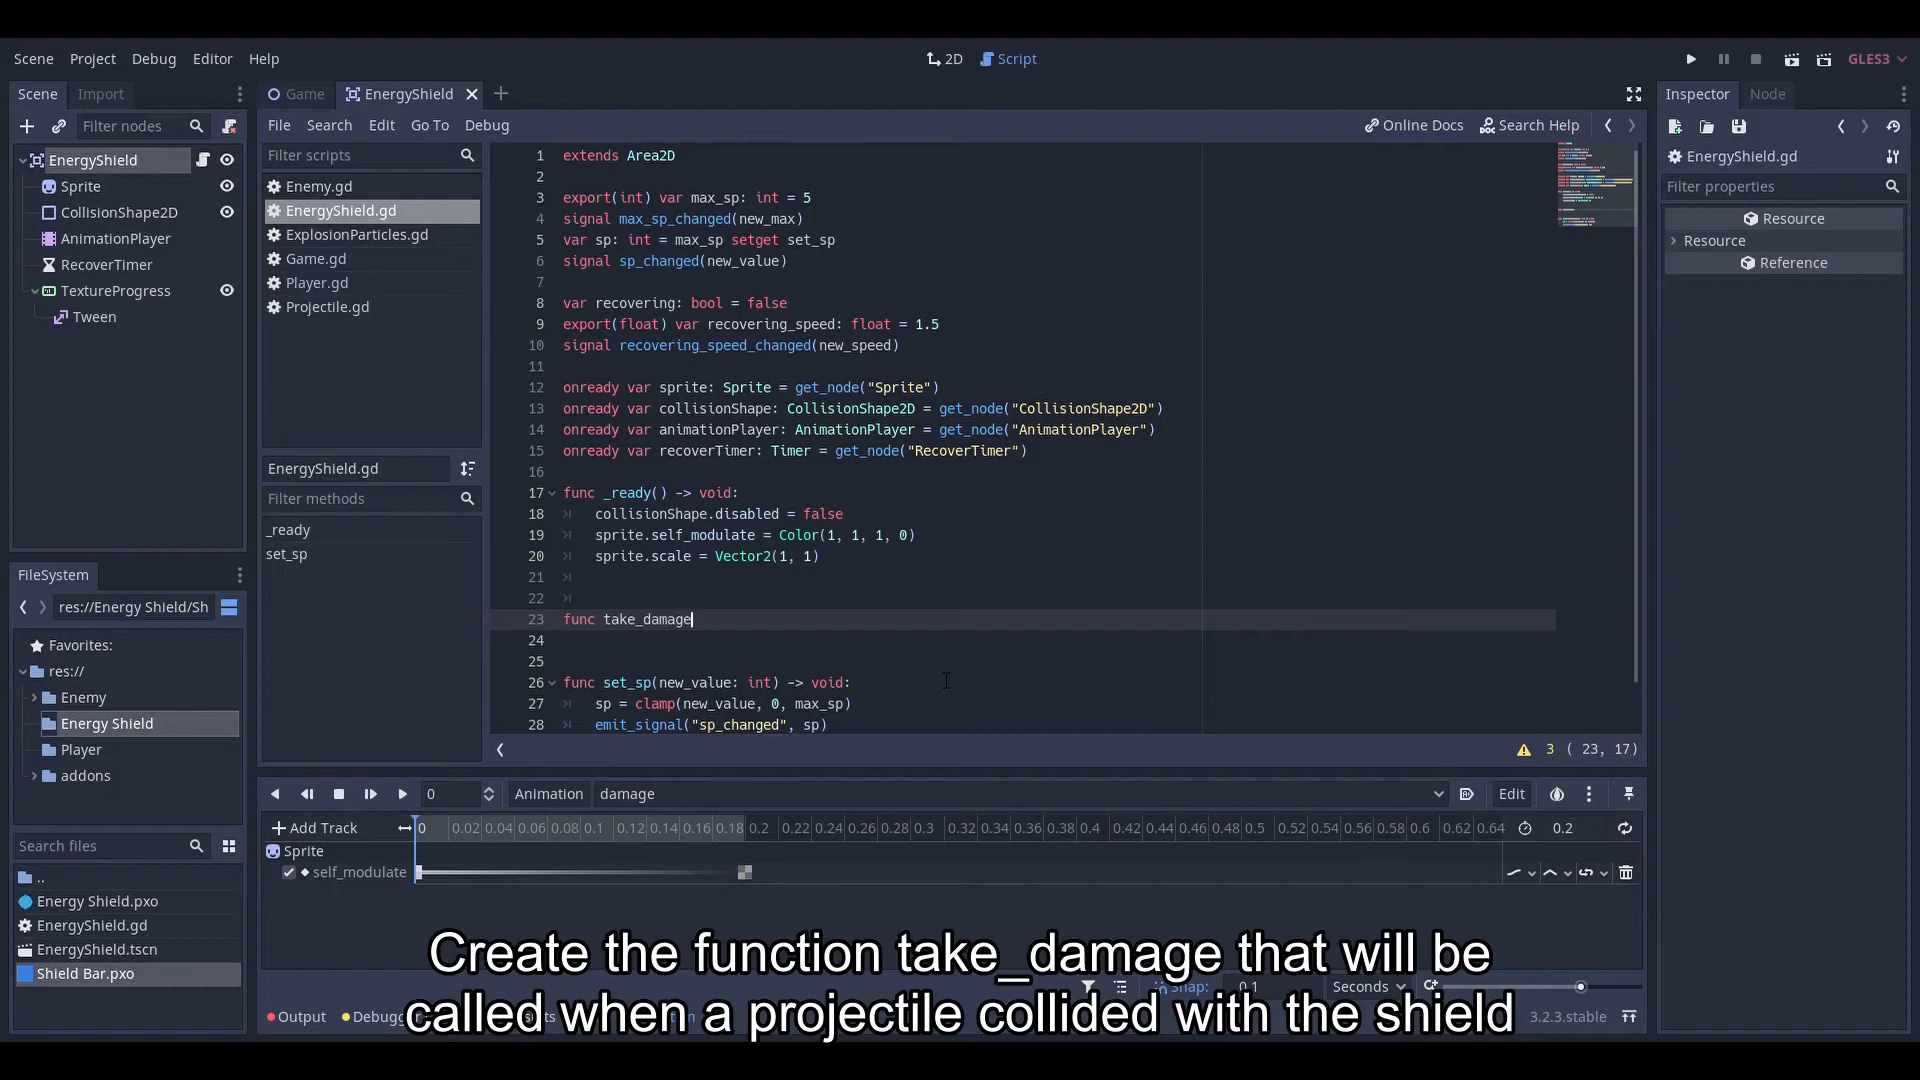 Scene Project Debug Editor Help
2D Script
GLES3
Scene Import
Filter nodes
EnergyShield
Sprite
CollisionShape2D
AnimationPlayer
RecoverTimer
TextureProgress
Tween
FileSystem
res://Energy Shield/Sh
Favorites:
res://
Enemy
Energy Shield
Player
addons
Search files
..
Energy Shield.pxo
EnergyShield.gd
EnergyShield.tscn
Shield Bar.pxo
Game EnergyShield
File Search Edit Go To Debug
Online Docs Search Help
Filter scripts
Enemy.gd
EnergyShield.gd
ExplosionParticles.gd
Game.gd
Player.gd
Projectile.gd
EnergyShield.gd
Filter methods
_ready
set_sp
1 extends Area2D
2
3 export(int) var max_sp: int = 5
4 signal max_sp_changed(new_max)
5 var sp: int = max_sp setget set_sp
6 signal sp_changed(new_value)
7
8 var recovering: bool = false
9 export(float) var recovering_speed: float = 1.5
10 signal recovering_speed_changed(new_speed)
11
12 onready var sprite: Sprite = get_node("Sprite")
13 onready var collisionShape: CollisionShape2D = get_node("CollisionShape2D")
14 onready var animationPlayer: AnimationPlayer = get_node("AnimationPlayer")
15 onready var recoverTimer: Timer = get_node("RecoverTimer")
16
17 func _ready() -> void:
18 collisionShape.disabled = false
19 sprite.self_modulate = Color(1, 1, 1, 0)
20 sprite.scale = Vector2(1, 1)
21
22
23 func take_damage
24
25
26 func set_sp(new_value: int) -> void:
27 sp = clamp(new_value, 0, max_sp)
28 emit_signal("sp_changed", sp)
3 ( 23, 17)
0 Animation damage Edit
Add Track 0 0.02 0.04 0.06 0.08 0.1 0.12 0.14 0.16 0.18 0.2 0.22 0.24 0.26 0.28 0.3 0.32 0.34 0.36 0.38 0.4 0.42 0.44 0.46 0.48 0.5 0.52 0.54 0.56 0.58 0.6 0.62 0.64 0.2
Sprite
self_modulate
Snap: 0.1 Seconds
Output Debugger
3.2.3.stable
Inspector Node
EnergyShield.gd
Filter properties
Resource
Resource
Reference
Create the function take_damage that will be
called when a projectile collided with the shield